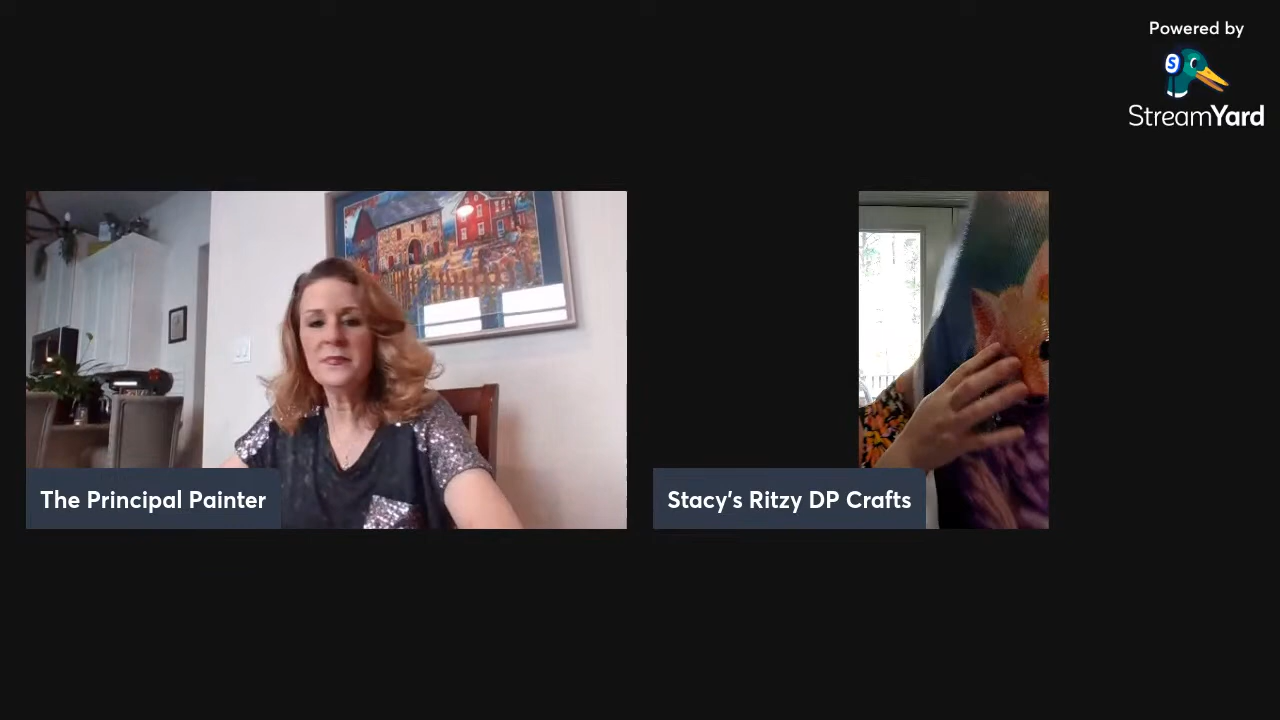 Powered by
S
StreamYard
The Principal Painter
Stacy's Ritzy DP Crafts